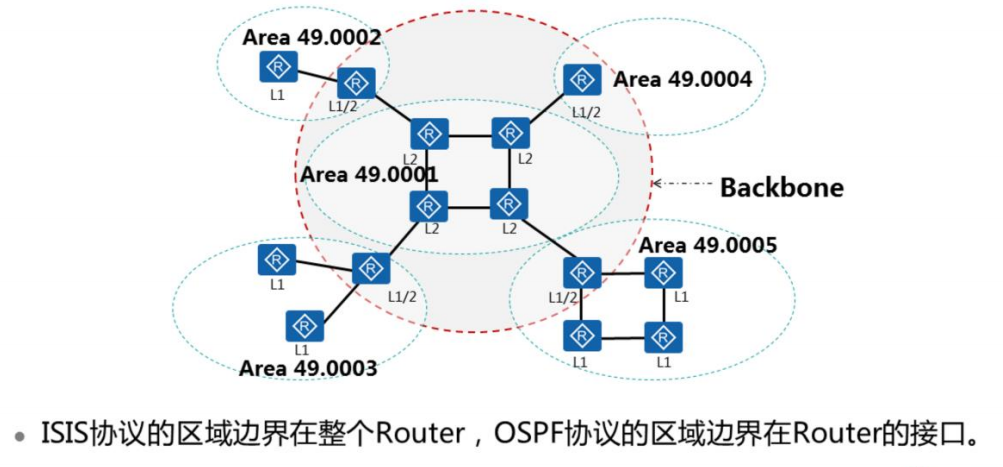 Area 49.0002
R
L1
R
L1/2
R
Area 49.0004
L1/2
R
L2
R
L2
Area 49.0001
R
L2
R
L2
Backbone
Area 49.0005
R
L1
R
L1/2
R
L1/2
R
L1
R
L1
R
L1
R
L1
Area 49.0003
• ISIS协议的区域边界在整个Router，OSPF协议的区域边界在Router的接口。